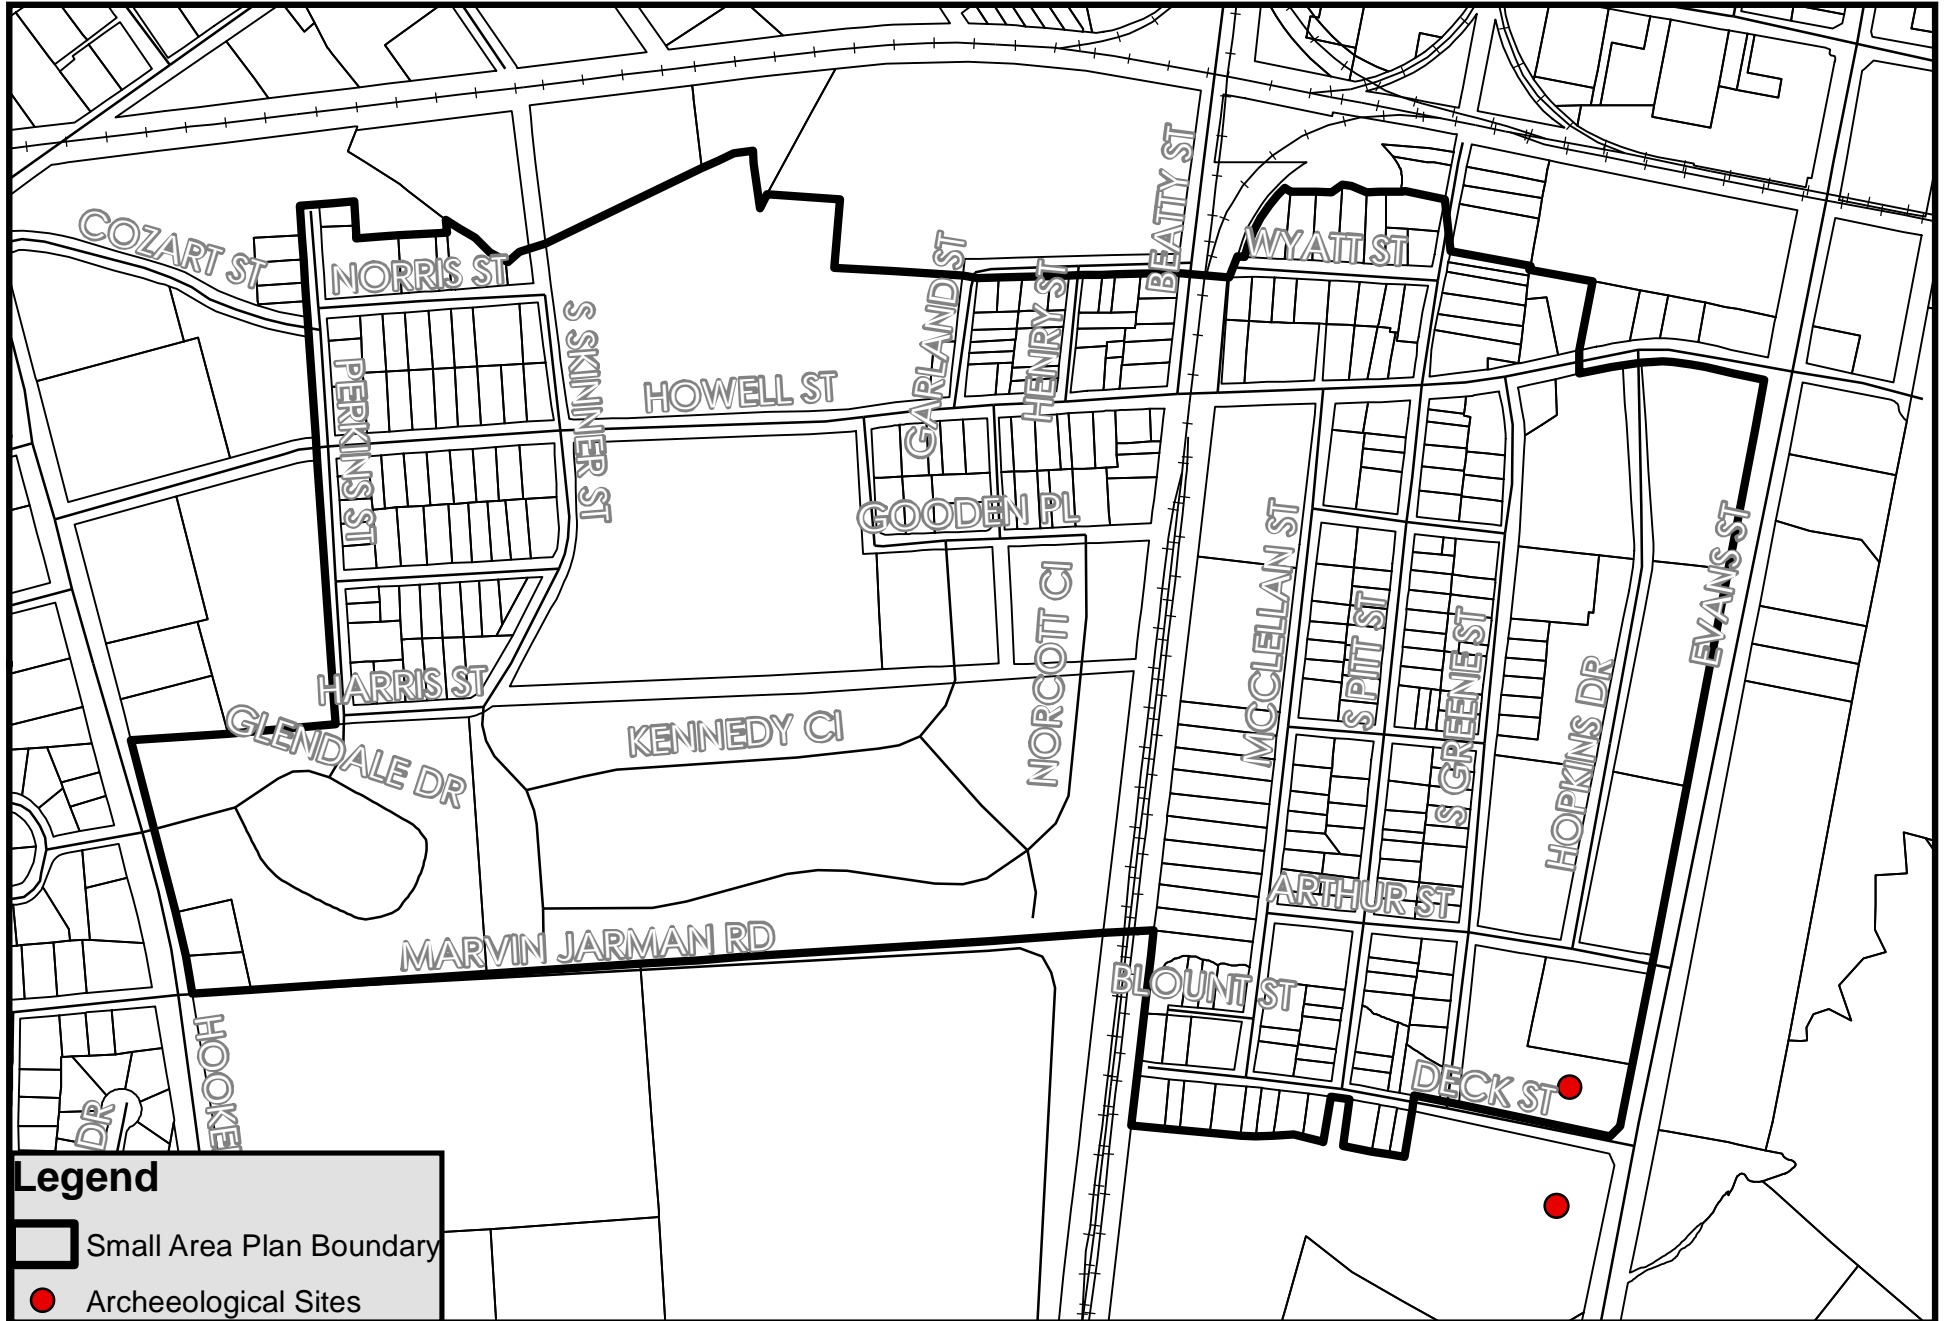 COZART ST
NORRIS ST
BEATTY ST
WYATT ST
GARLAND ST
HENRY ST
S SKINNER ST
PERKINS ST
HOWELL ST
GOODEN PL
MCCLELLAN ST
EVANS ST
NORCOTT CI
S PITT ST
S GREENE ST
HOPKINS DR
HARRIS ST
GLENDALE DR
KENNEDY CI
ARTHUR ST
MARVIN JARMAN RD
BLOUNT ST
HOOKE
DECK ST
DR
Legend
Small Area Plan Boundary
Archeeological Sites